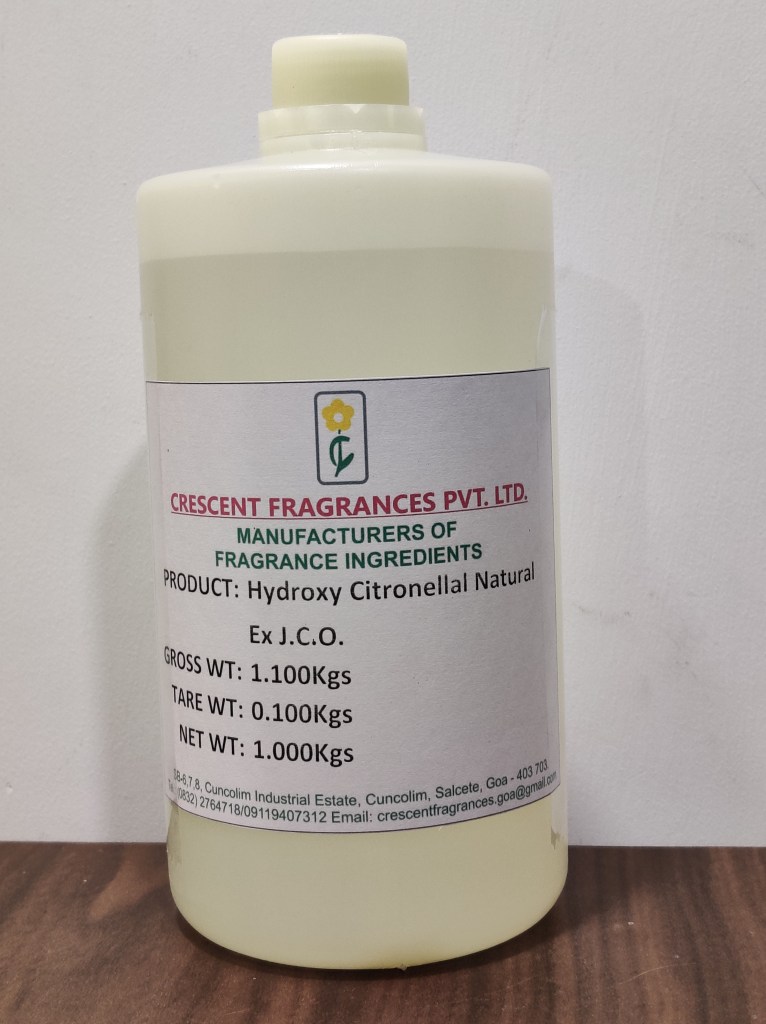 CRESCENT FRAGRANCES PVT. LTD.
MANUFACTURERS OF
FRAGRANCE INGREDIENTS
PRODUCT: Hydroxy Citronellal Natural
Ex J.C.O.
GROSS WT: 1.100Kgs
TARE WT: 0.100Kgs
NET WT: 1.000Kgs
Cuncolim Industrial Estate, Cuncolim, Salcete, Goa - 403 703.
(0832) 2764718/09119407312 Email: crescentfragrances.goa@gmail.com